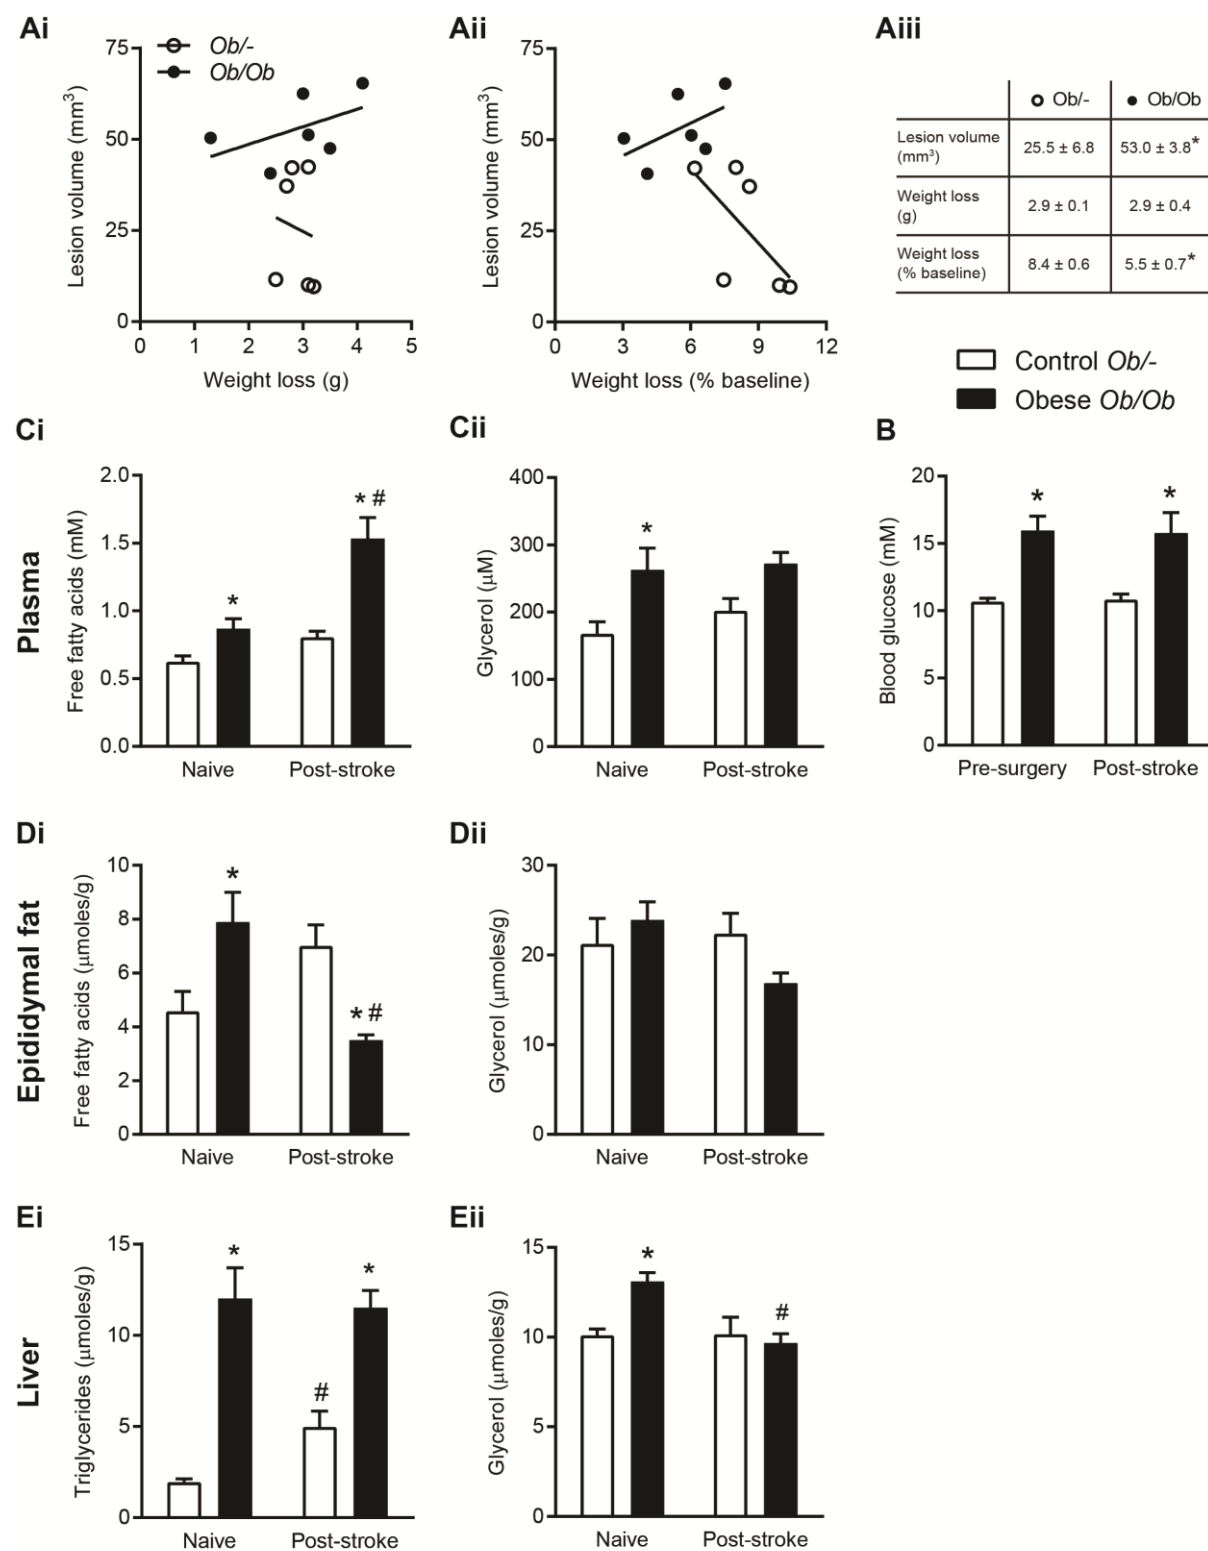 Ai
Ob/-
Ob/Ob
75
50
25
0
0 1 2 3 4 5
Lesion volume (mm³)
Weight loss (g)
Aii
75
50
25
0
0 3 6 9 12
Lesion volume (mm³)
Weight loss (% baseline)
Aiii
Ob/- Ob/Ob
Lesion volume (mm³) 25.5 ± 6.8 53.0 ± 3.8*
Weight loss (g) 2.9 ± 0.1 2.9 ± 0.4
Weight loss (% baseline) 8.4 ± 0.6 5.5 ± 0.7*
Control Ob/-
Obese Ob/Ob
Plasma
Ci
Free fatty acids (mM)
2.0
1.5
1.0
0.5
0.0
*
* #
Naive Post-stroke
Cii
Glycerol (μM)
400
300
200
100
0
*
Naive Post-stroke
B
Blood glucose (mM)
20
15
10
5
0
* *
Pre-surgery Post-stroke
Epididymal fat
Di
Free fatty acids (μmoles/g)
10
8
6
4
2
0
*
* #
Naive Post-stroke
Dii
Glycerol (μmoles/g)
30
20
10
0
Naive Post-stroke
Liver
Ei
Triglycerides (μmoles/g)
15
10
5
0
*
#
*
Naive Post-stroke
Eii
Glycerol (μmoles/g)
15
10
5
0
*
#
Naive Post-stroke